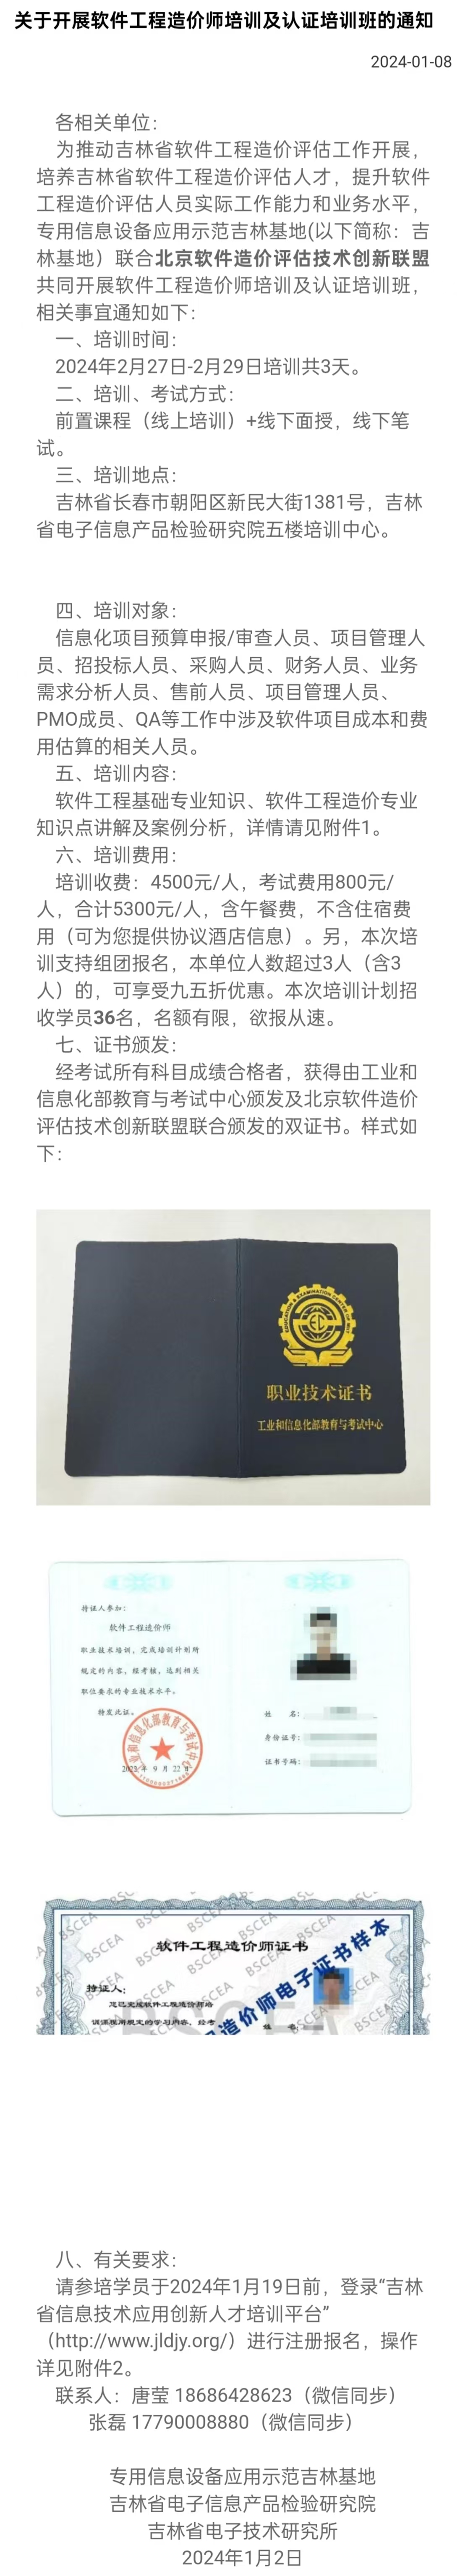 关于开展软件工程造价师培训及认证培训班的通知
2024-01-08
各相关单位：
为推动吉林省软件工程造价评估工作开展，
培养吉林省软件工程造价评估人才，提升软件
工程造价评估人员实际工作能力和业务水平，
专用信息设备应用示范吉林基地(以下简称：吉
林基地）联合北京软件造价评估技术创新联盟
共同开展软件工程造价师培训及认证培训班，
相关事宜通知如下：
一、培训时间：
2024年2月27日-2月29日培训共3天。
二、培训、考试方式：
前置课程（线上培训）+线下面授，线下笔
试。
三、培训地点：
吉林省长春市朝阳区新民大街1381号，吉林
省电子信息产品检验研究院五楼培训中心。
四、培训对象：
信息化项目预算申报/审查人员、项目管理人
员、招投标人员、采购人员、财务人员、业务
需求分析人员、售前人员、项目管理人员、
PMO成员、QA等工作中涉及软件项目成本和费
用估算的相关人员。
五、培训内容：
软件工程基础专业知识、软件工程造价专业
知识点讲解及案例分析，详情请见附件1。
六、培训费用：
培训收费：4500元/人，考试费用800元/
人，合计5300元/人，含午餐费，不含住宿费
用（可为您提供协议酒店信息）。另，本次培
训支持组团报名，本单位人数超过3人（含3
人）的，可享受九五折优惠。本次培训计划招
收学员36名，名额有限，欲报从速。
七、证书颁发：
经考试所有科目成绩合格者，获得由工业和
信息化部教育与考试中心颁发及北京软件造价
评估技术创新联盟联合颁发的双证书。样式如
下：
职业技术证书
工业和信息化部教育与考试中心
持证人参加：
软件工程造价师
职业技术培训，完成培训计划所
规定的内容，经考核，达到相关
职位要求的专业技术水平。
特发此证。
工业和信息化部教育与考试中心
9月22日
姓 名：
身份证号：
证书号码：
BSCEA BSCEA BSCEA
软件工程造价师证书
持证人：
您已完成软件工程造价师培
训课程所规定的学习内容，经考
姓 名：
造价师电子证书样本
八、有关要求：
请参培学员于2024年1月19日前，登录“吉林
省信息技术应用创新人才培训平台”
（http://www.jldjy.org/）进行注册报名，操作
详见附件2。
联系人：唐莹 18686428623（微信同步）
张磊 17790008880（微信同步）
专用信息设备应用示范吉林基地
吉林省电子信息产品检验研究院
吉林省电子技术研究所
2024年1月2日